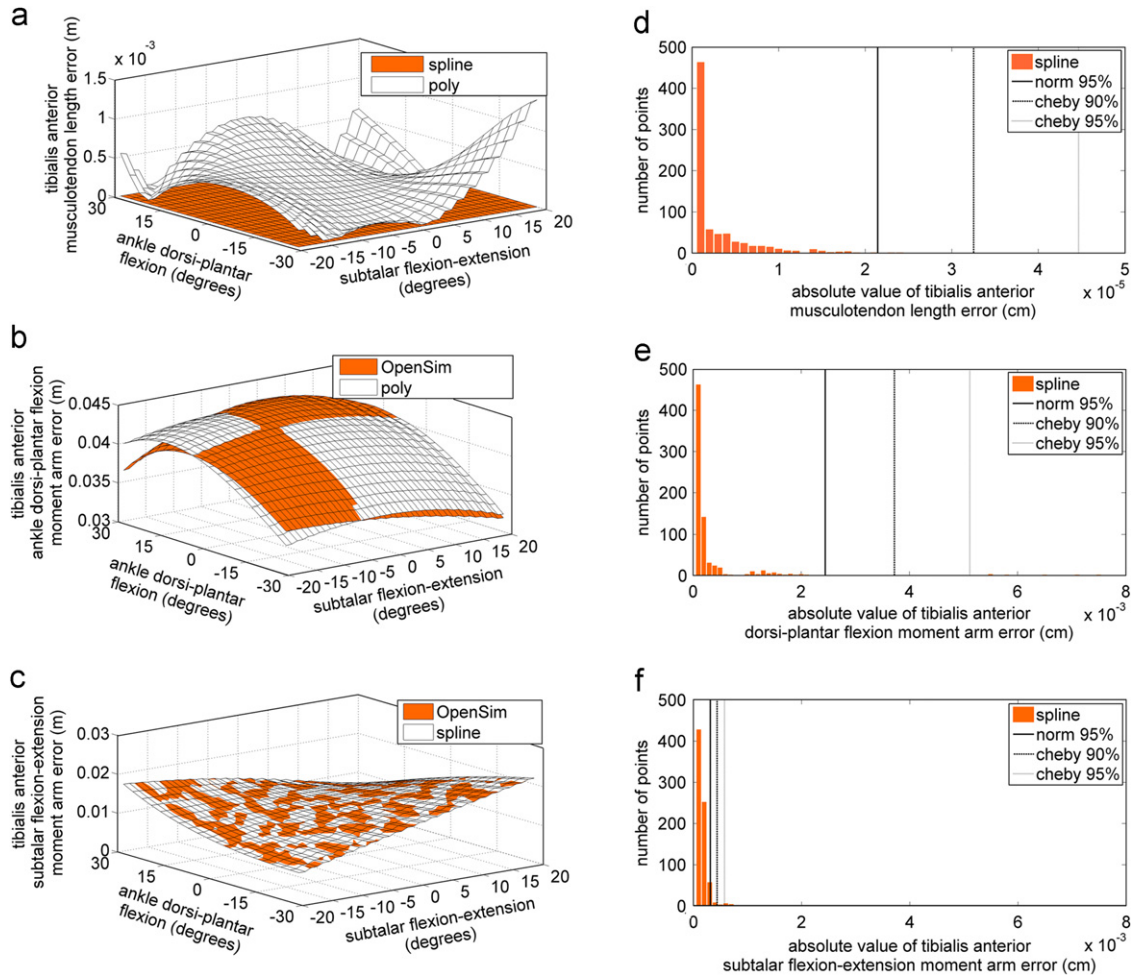 a
x 10⁻³
tibialis anterior
musculotendon length error (m)
1.5
1
0.5
0
spline
poly
30
15
0
-15
-30
ankle dorsi-plantar
flexion (degrees)
-20 -15 -10 -5 0 5 10 15 20
subtalar flexion-extension
(degrees)
b
tibialis anterior
ankle dorsi-plantar flexion
moment arm error (m)
0.045
0.04
0.035
0.03
OpenSim
poly
30
15
0
-15
-30
ankle dorsi-plantar
flexion (degrees)
-20 -15 -10 -5 0 5 10 15 20
subtalar flexion-extension
(degrees)
c
tibialis anterior
subtalar flexion-extension
moment arm error (m)
0.03
0.02
0.01
0
OpenSim
spline
30
15
0
-15
-30
ankle dorsi-plantar
flexion (degrees)
-20 -15 -10 -5 0 5 10 15 20
subtalar flexion-extension
(degrees)
d
number of points
500
400
300
200
100
0
spline
norm 95%
cheby 90%
cheby 95%
0 1 2 3 4 5
x 10⁻⁵
absolute value of tibialis anterior
musculotendon length error (cm)
e
number of points
500
400
300
200
100
0
spline
norm 95%
cheby 90%
cheby 95%
0 2 4 6 8
x 10⁻³
absolute value of tibialis anterior
dorsi-plantar flexion moment arm error (cm)
f
number of points
500
400
300
200
100
0
spline
norm 95%
cheby 90%
cheby 95%
0 2 4 6 8
x 10⁻³
absolute value of tibialis anterior
subtalar flexion-extension moment arm error (cm)